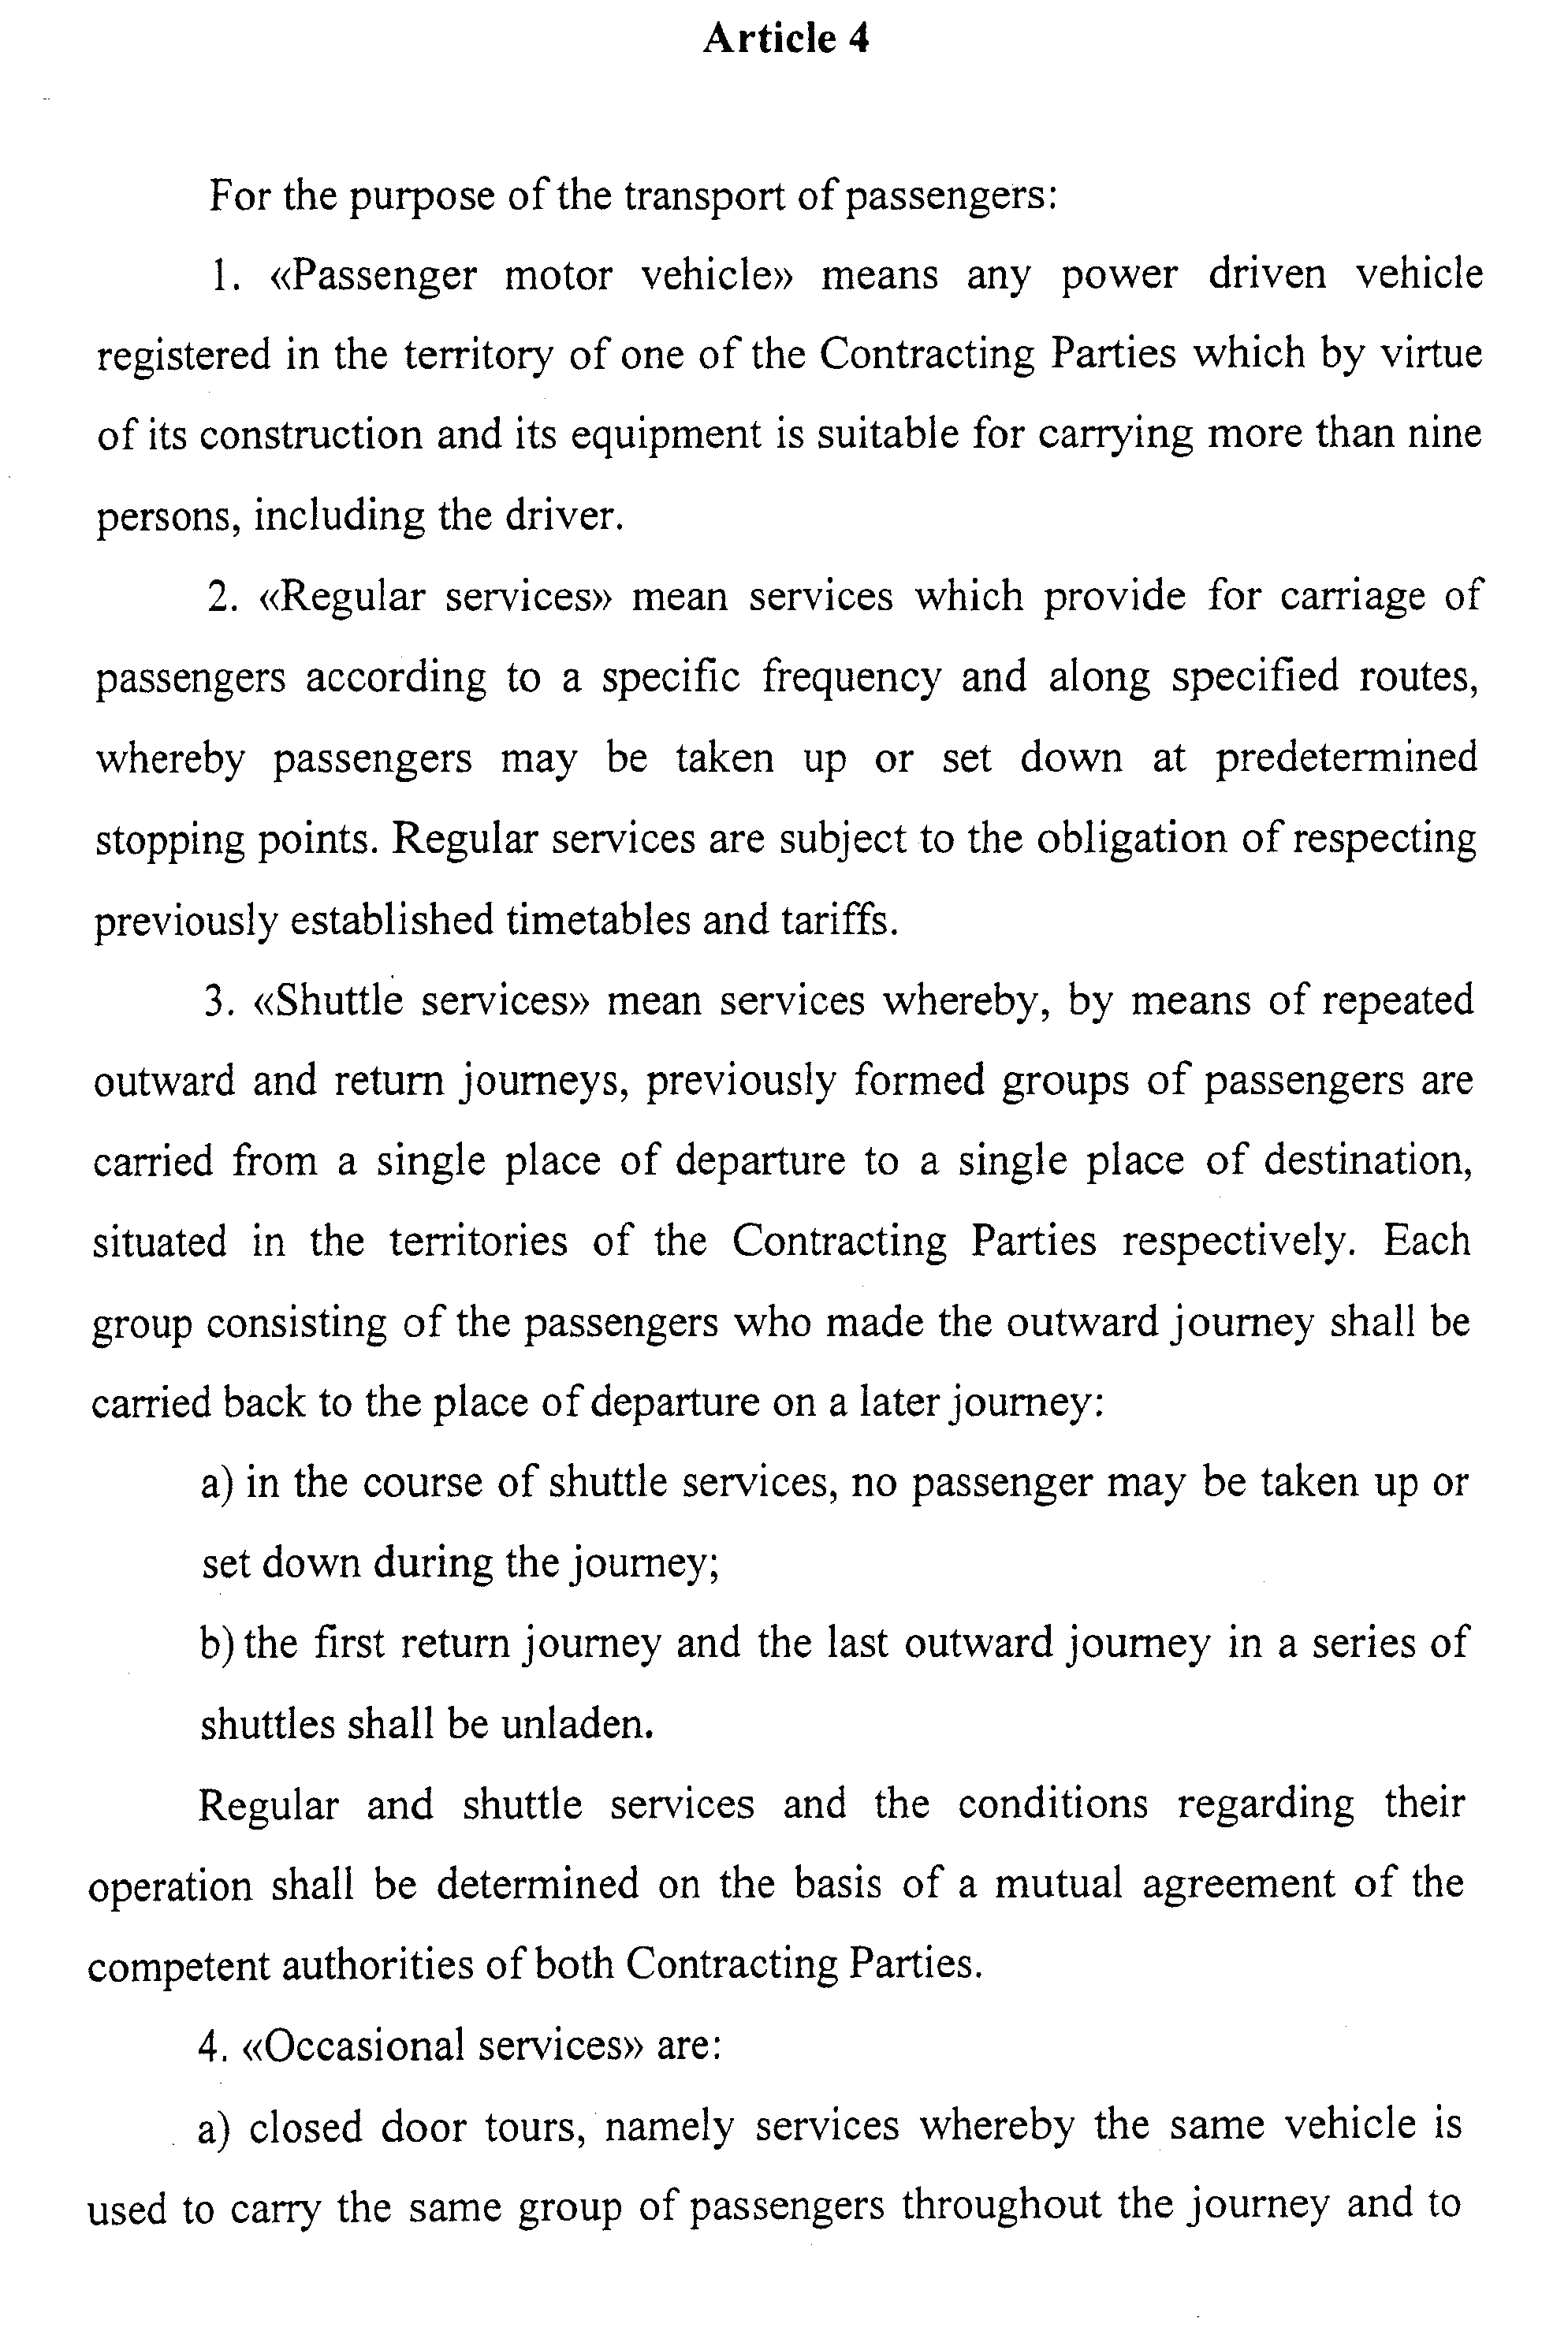 Article 4
For the purpose of the transport of passengers:
1. «Passenger motor vehicle» means any power driven vehicle
registered in the territory of one of the Contracting Parties which by virtue
of its construction and its equipment is suitable for carrying more than nine
persons, including the driver.
2. «Regular services» mean services which provide for carriage of
passengers according to a specific frequency and along specified routes,
whereby passengers may be taken up or set down at predetermined
stopping points. Regular services are subject to the obligation of respecting
previously established timetables and tariffs.
3. «Shuttle services» mean services whereby, by means of repeated
outward and return journeys, previously formed groups of passengers are
carried from a single place of departure to a single place of destination,
situated in the territories of the Contracting Parties respectively. Each
group consisting of the passengers who made the outward journey shall be
carried back to the place of departure on a later journey:
a) in the course of shuttle services, no passenger may be taken up or
set down during the journey;
b) the first return journey and the last outward journey in a series of
shuttles shall be unladen.
Regular and shuttle services and the conditions regarding their
operation shall be determined on the basis of a mutual agreement of the
competent authorities of both Contracting Parties.
4. «Occasional services» are:
a) closed door tours, namely services whereby the same vehicle is
used to carry the same group of passengers throughout the journey and to